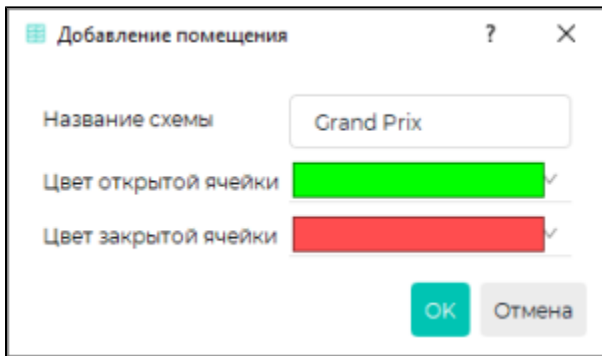 Добавление помещения ?
Название схемы Grand Prix
Цвет открытой ячейки
Цвет закрытой ячейки
OK Отмена